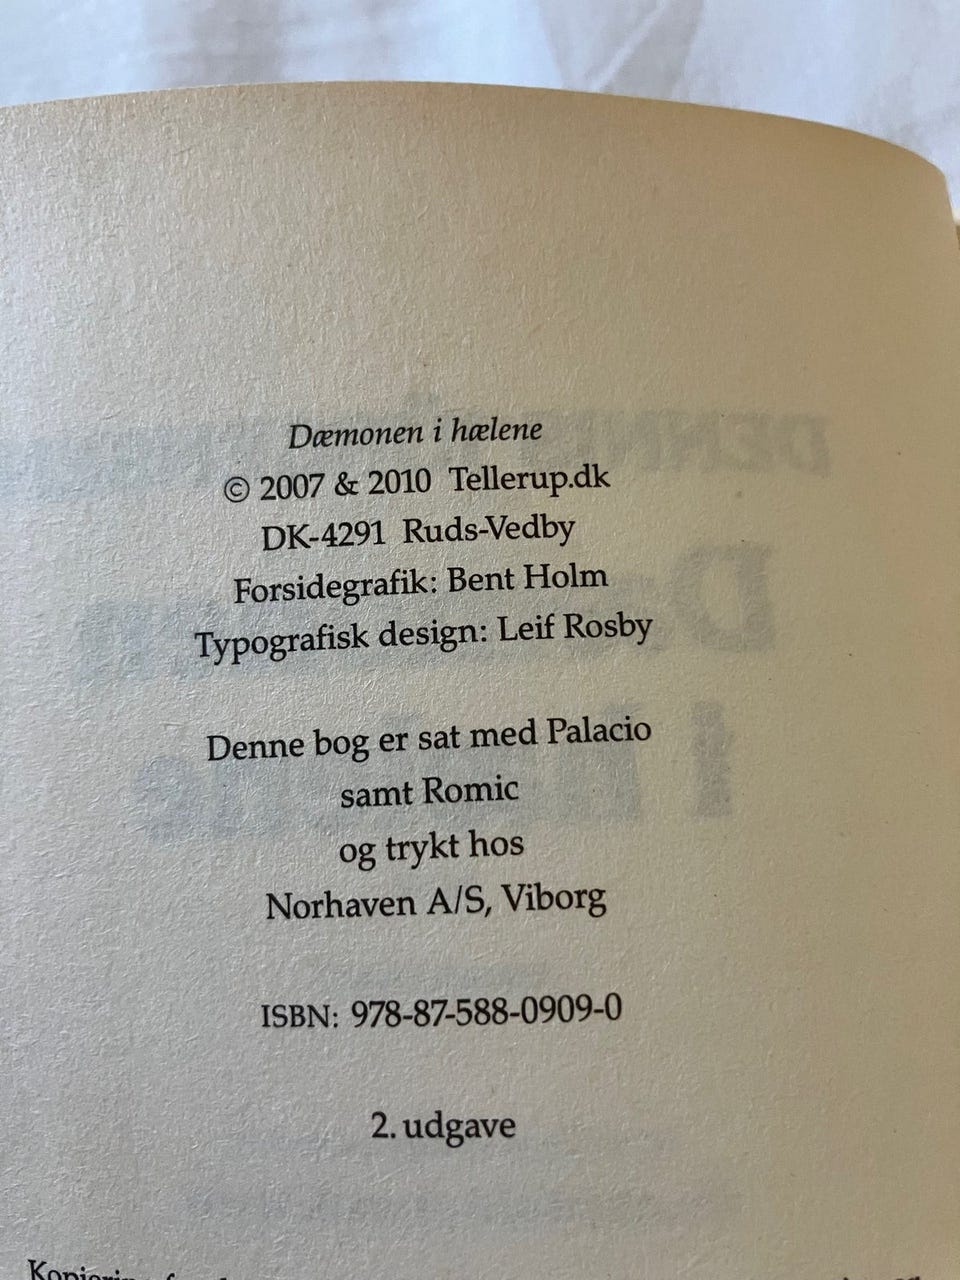 Dæmonen i hælene
© 2007 & 2010 Tellerup.dk
DK-4291 Ruds-Vedby
Forsidegrafik: Bent Holm
Typografisk design: Leif Rosby
Denne bog er sat med Palacio
samt Romic
og trykt hos
Norhaven A/S, Viborg
ISBN: 978-87-588-0909-0
2. udgave